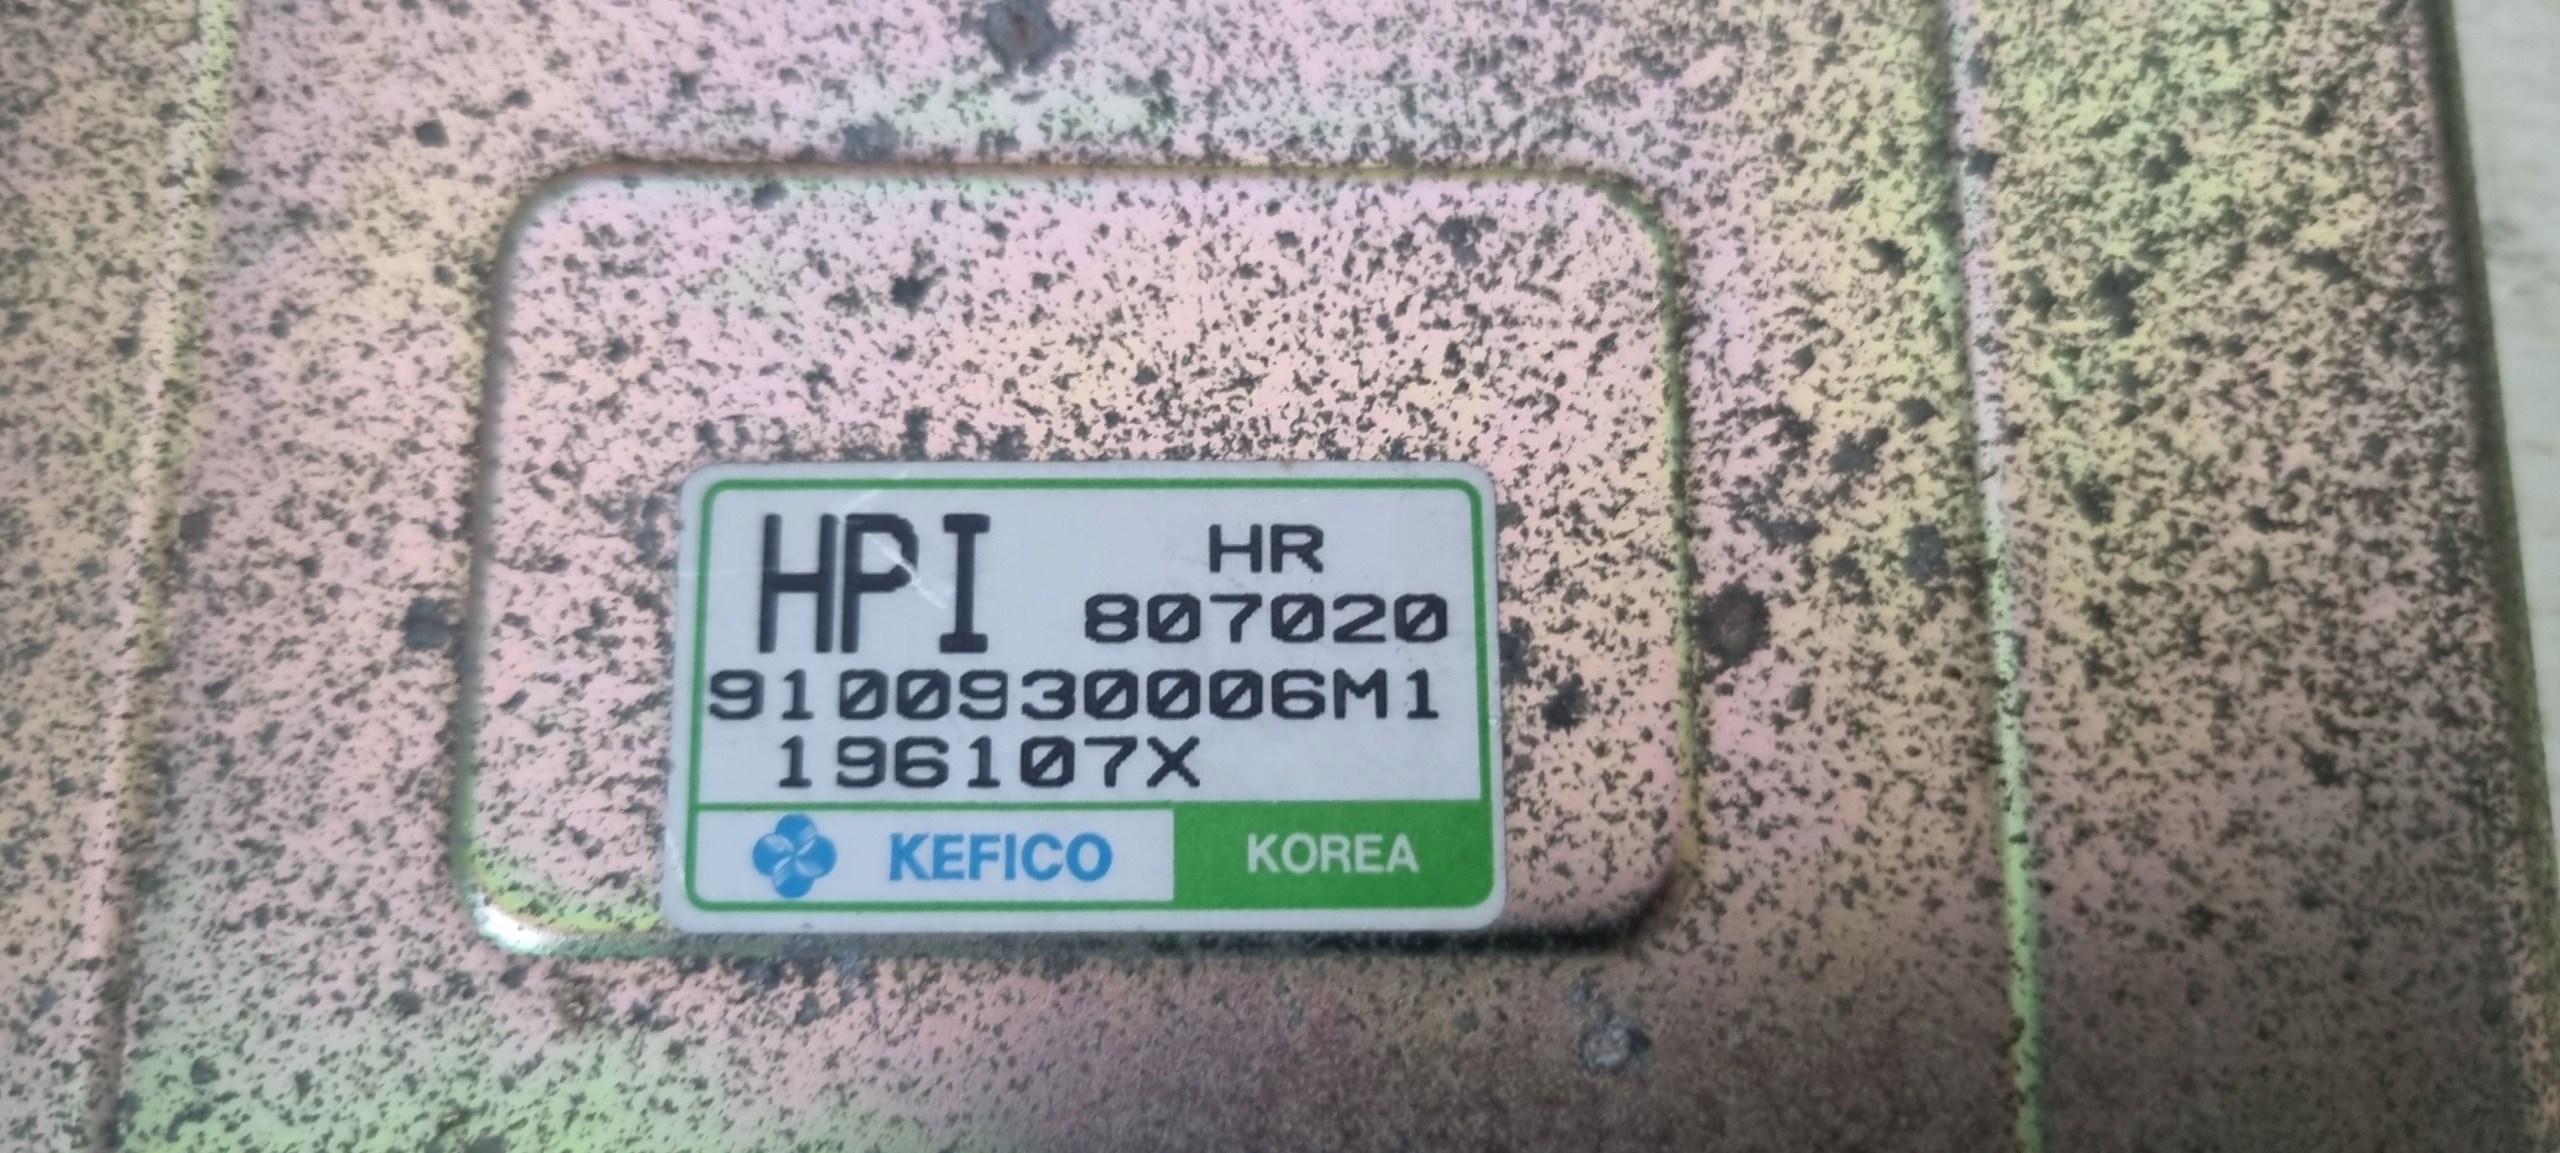 HPI HR
807020
9100930006M1
196107X
KEFICO KOREA